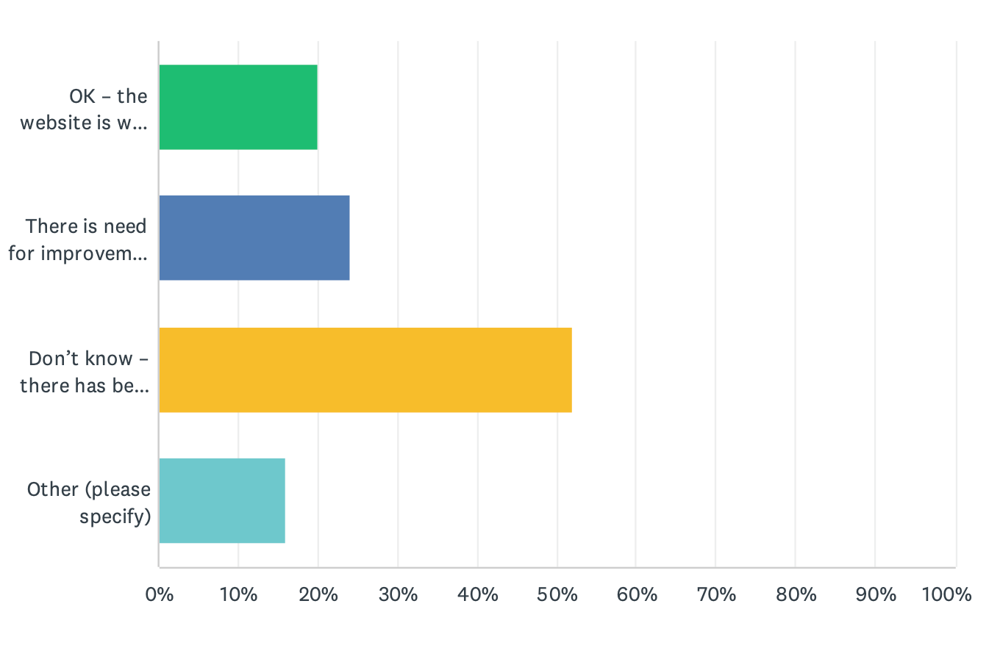 OK – the
website is w...
There is need
for improvem...
Don’t know –
there has be...
Other (please
specify)
0% 10% 20% 30% 40% 50% 60% 70% 80% 90% 100%